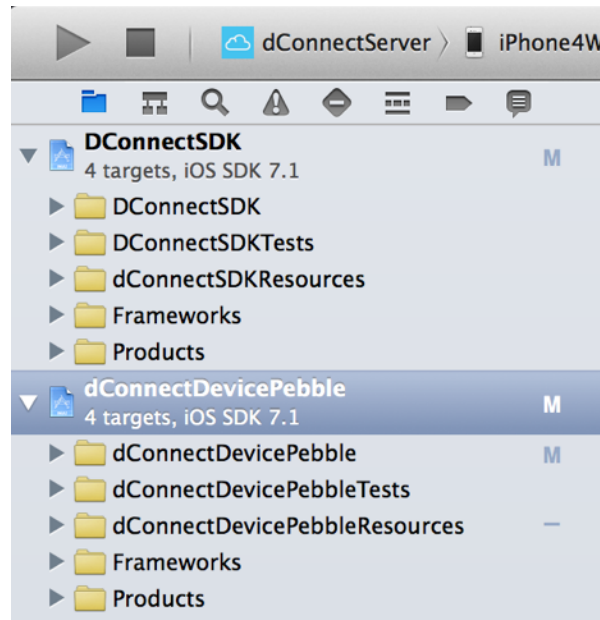 dConnectServer iPhone4W
DConnectSDK
4 targets, iOS SDK 7.1
M
DConnectSDK
DConnectSDKTests
dConnectSDKResources
Frameworks
Products
dConnectDevicePebble
4 targets, iOS SDK 7.1
M
dConnectDevicePebble
M
dConnectDevicePebbleTests
dConnectDevicePebbleResources
Frameworks
Products